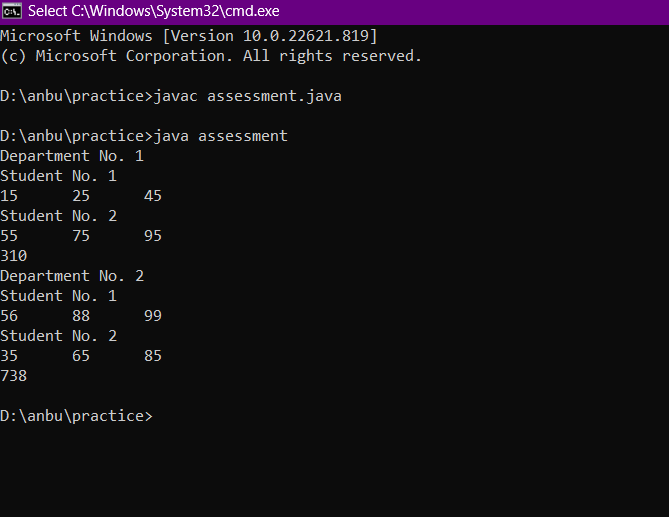 Select C:\Windows\System32\cmd.exe
Microsoft Windows [Version 10.0.22621.819]
(c) Microsoft Corporation. All rights reserved.
D:\anbu\practice>javac assessment.java
D:\anbu\practice>java assessment
Department No. 1
Student No. 1
15 25 45
Student No. 2
55 75 95
310
Department No. 2
Student No. 1
56 88 99
Student No. 2
35 65 85
738
D:\anbu\practice>